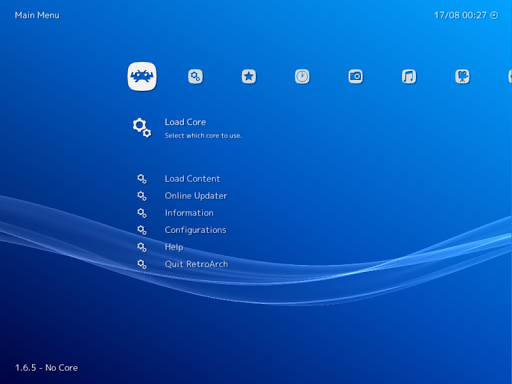 Main Menu
17/08 00:27
Load Core
Select which core to use.
Load Content
Online Updater
Information
Configurations
Help
Quit RetroArch
1.6.5 - No Core